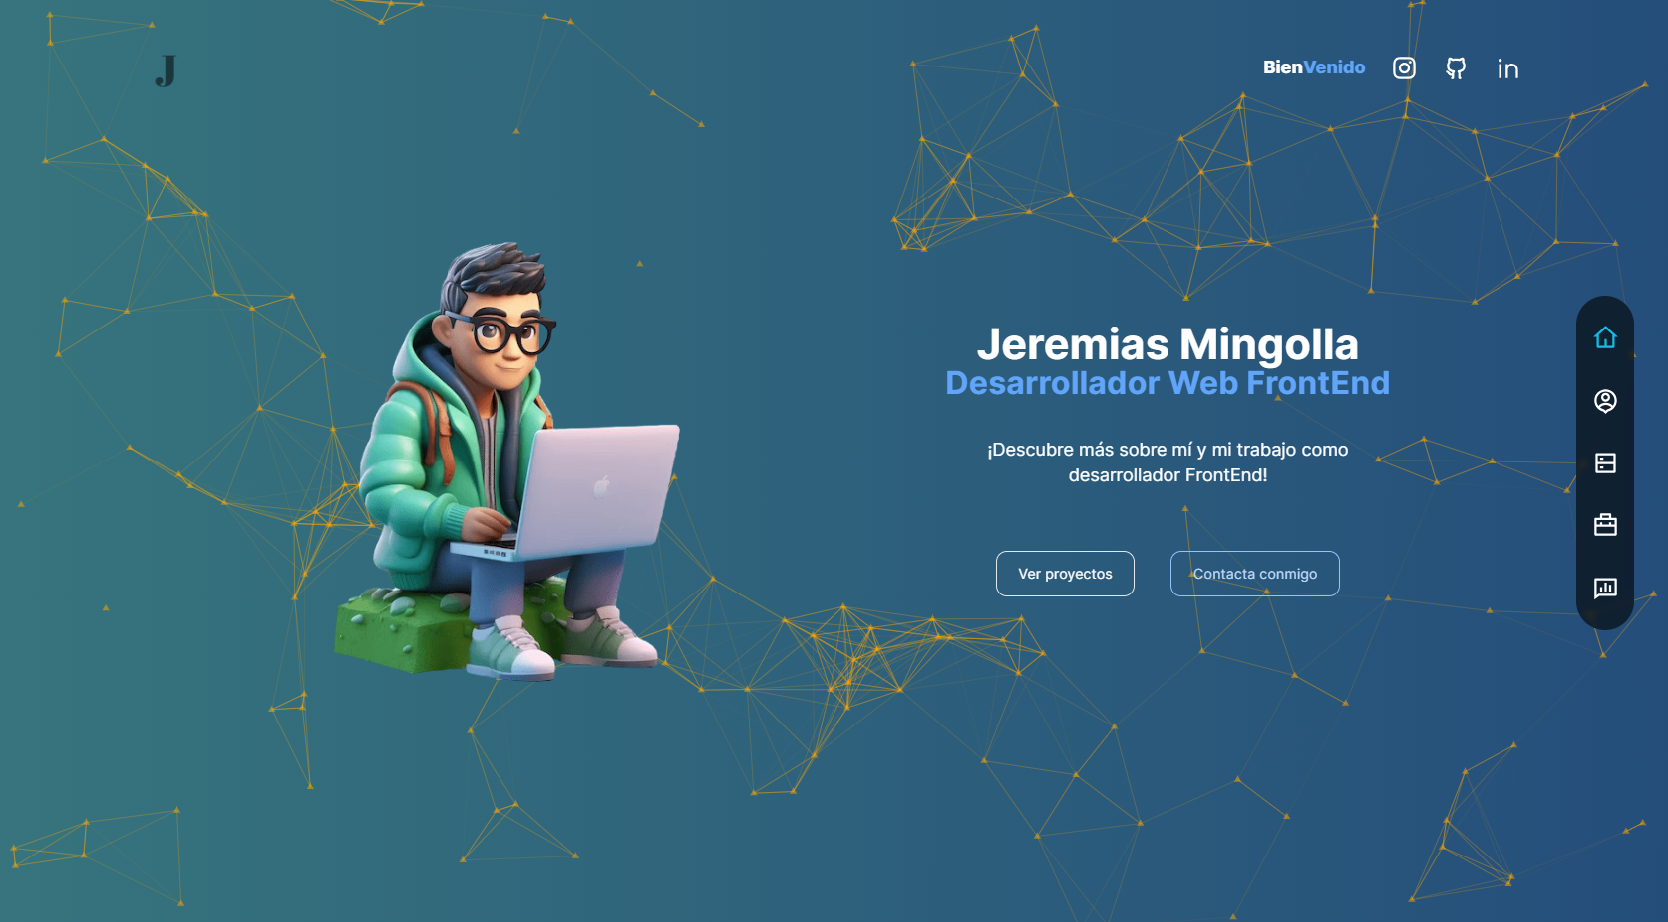 J
BienVenido
Jeremias Mingolla
Desarrollador Web FrontEnd
¡Descubre más sobre mí y mi trabajo como
desarrollador FrontEnd!
Ver proyectos
Contacta conmigo